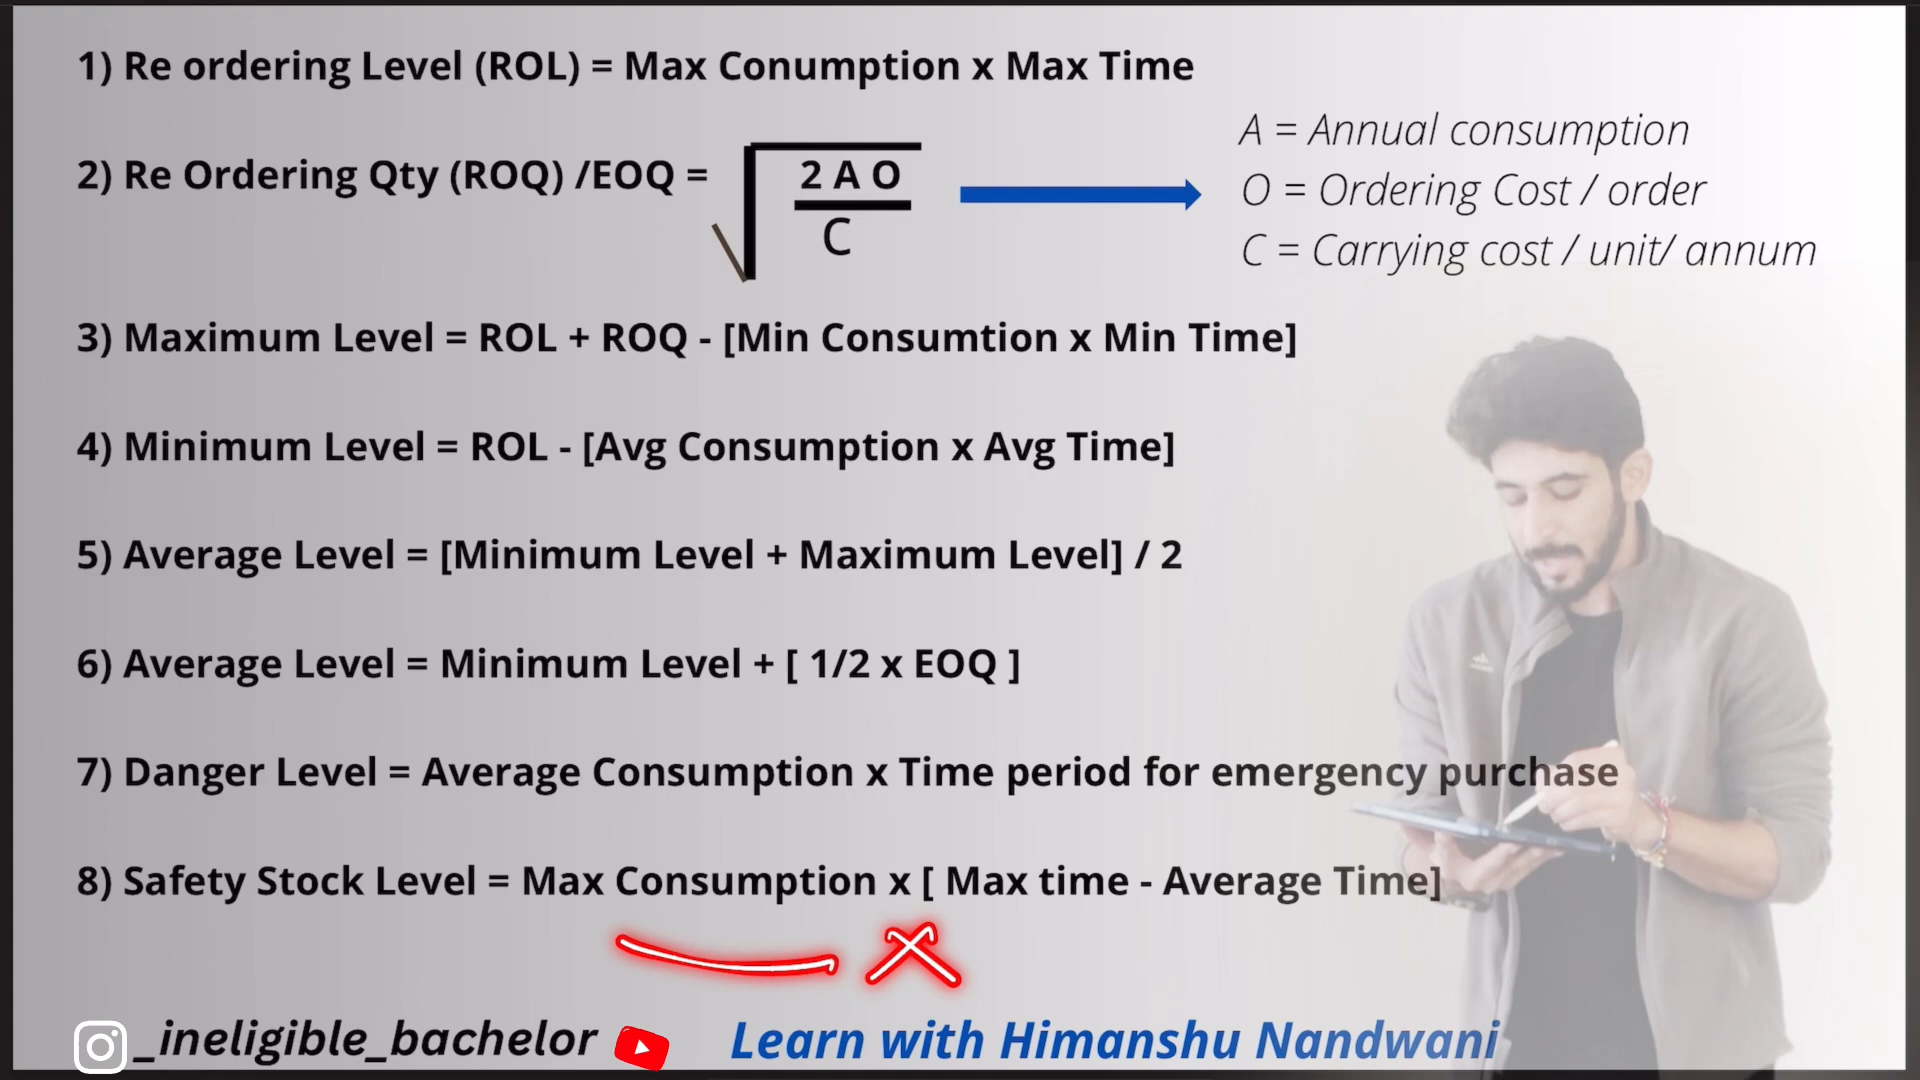 1) Re ordering Level (ROL) = Max Conumption x Max Time
2) Re Ordering Qty (ROQ) /EOQ = √ 2 A O / C
A = Annual consumption
O = Ordering Cost / order
C = Carrying cost / unit/ annum
3) Maximum Level = ROL + ROQ - [Min Consumtion x Min Time]
4) Minimum Level = ROL - [Avg Consumption x Avg Time]
5) Average Level = [Minimum Level + Maximum Level] / 2
6) Average Level = Minimum Level + [ 1/2 x EOQ ]
7) Danger Level = Average Consumption x Time period for emergency purchase
8) Safety Stock Level = Max Consumption x [ Max time - Average Time]
_ineligible_bachelor
Learn with Himanshu Nandwani